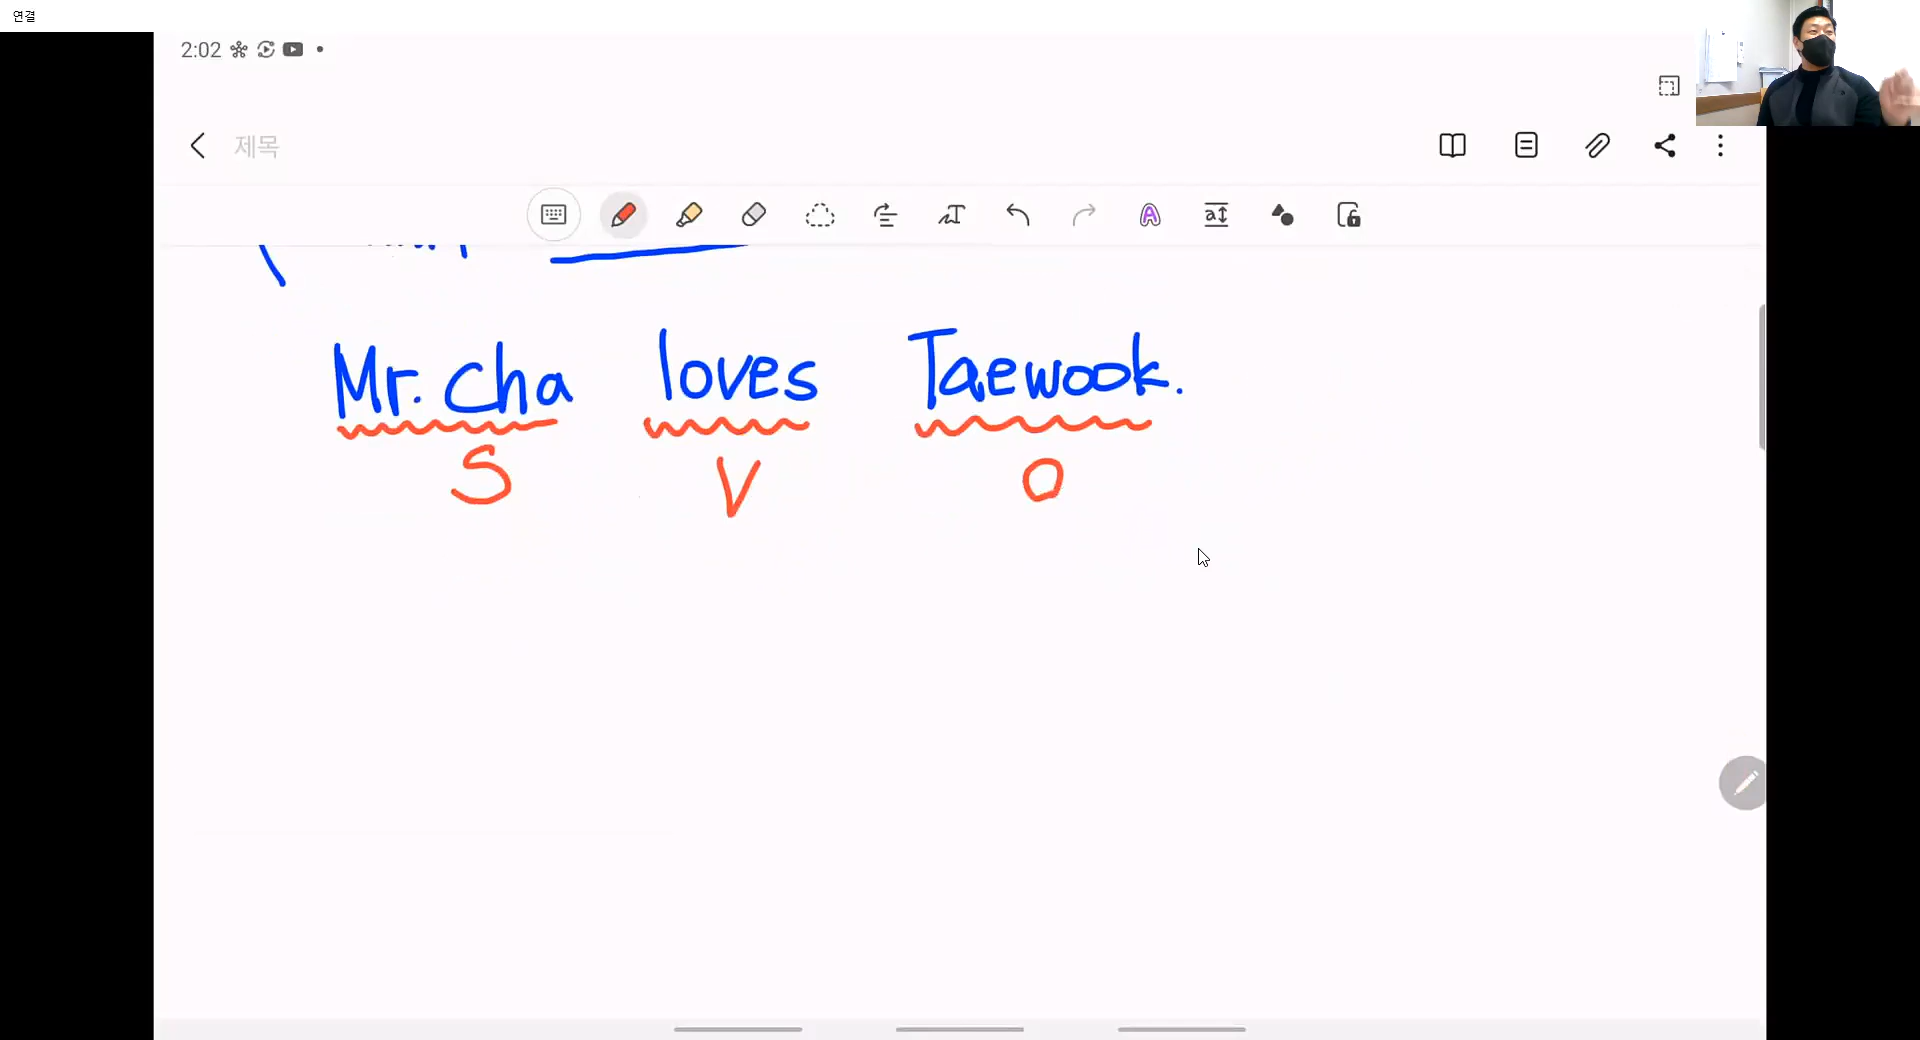 연결
2:02
제목
Mr. Cha loves Taewook.
S V O